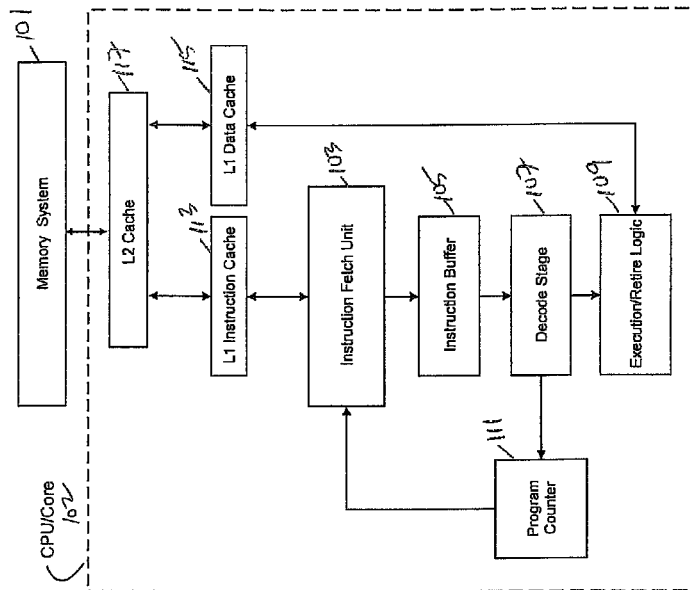 101
Memory System
CPU/Core
102
117
L2 Cache
115
L1 Data Cache
113
L1 Instruction Cache
103
Instruction Fetch Unit
105
Instruction Buffer
107
Decode Stage
109
Execution/Retire Logic
111
Program
Counter